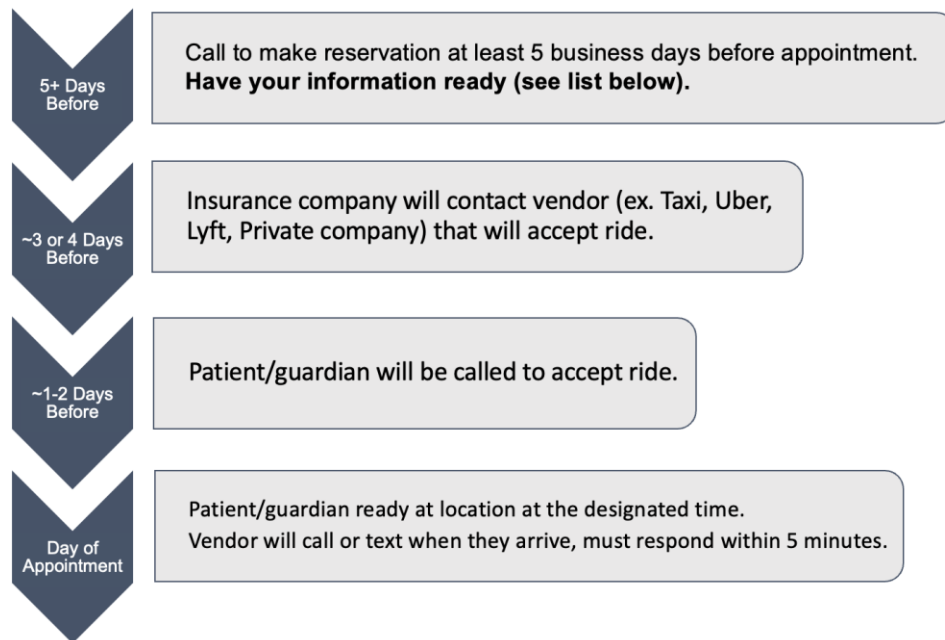 5+ Days
Before
Call to make reservation at least 5 business days before appointment.
Have your information ready (see list below).
~3 or 4 Days
Before
Insurance company will contact vendor (ex. Taxi, Uber,
Lyft, Private company) that will accept ride.
~1-2 Days
Before
Patient/guardian will be called to accept ride.
Day of
Appointment
Patient/guardian ready at location at the designated time.
Vendor will call or text when they arrive, must respond within 5 minutes.